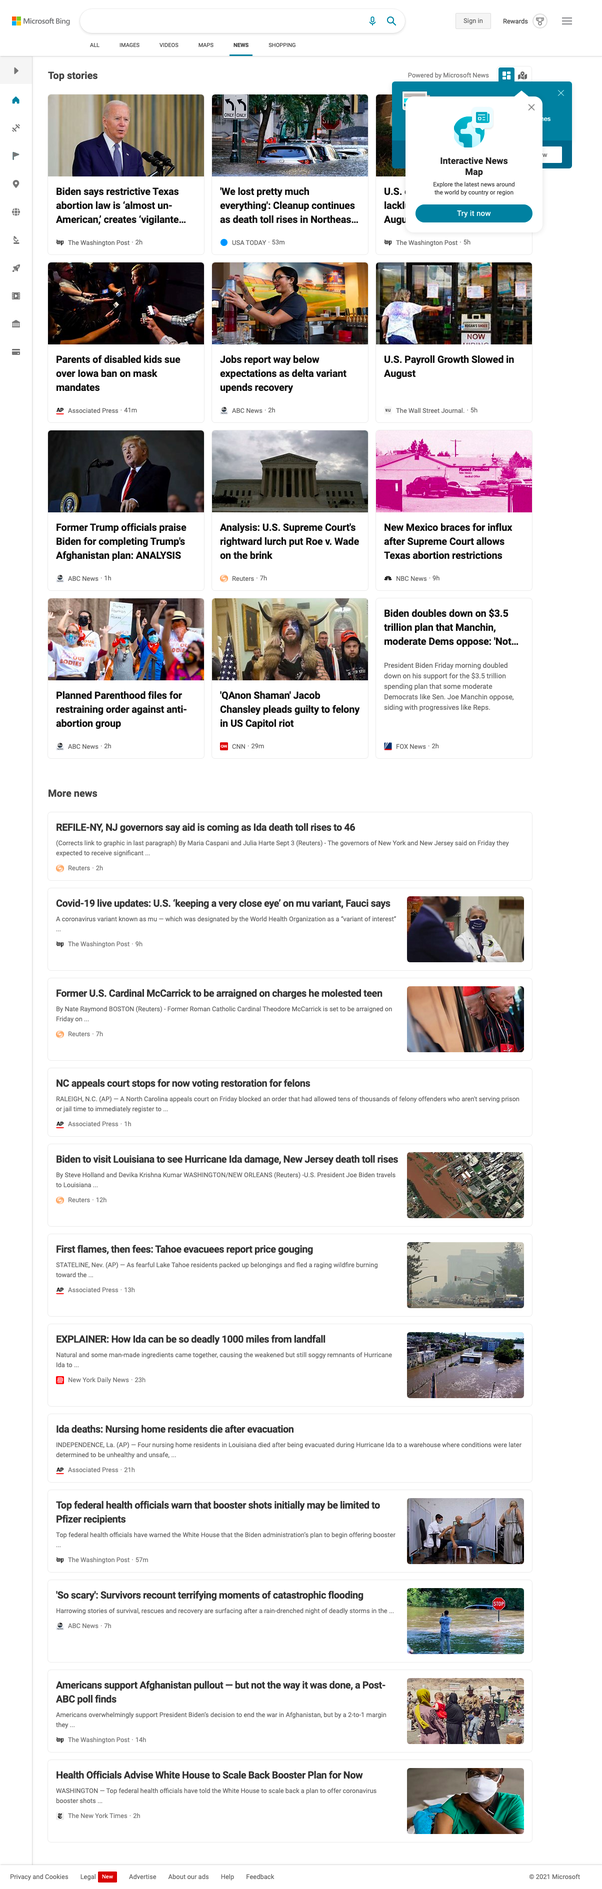 Microsoft Bing
Sign in
Rewards
ALL
IMAGES
VIDEOS
MAPS
NEWS
SHOPPING
Top stories
Powered by Microsoft News
Interactive News
Map
Explore the latest news around
the world by country or region
Try it now
Biden says restrictive Texas
abortion law is ‘almost un-
American,’ creates ‘vigilante...
The Washington Post · 2h
'We lost pretty much
everything': Cleanup continues
as death toll rises in Northeas...
USA TODAY · 53m
The Washington Post · 5h
ONLY ONLY
Parents of disabled kids sue
over Iowa ban on mask
mandates
AP Associated Press · 41m
Jobs report way below
expectations as delta variant
upends recovery
ABC News · 2h
NOW
U.S. Payroll Growth Slowed in
August
The Wall Street Journal. · 5h
Former Trump officials praise
Biden for completing Trump's
Afghanistan plan: ANALYSIS
ABC News · 1h
Analysis: U.S. Supreme Court's
rightward lurch put Roe v. Wade
on the brink
Reuters · 7h
New Mexico braces for influx
after Supreme Court allows
Texas abortion restrictions
NBC News · 9h
Planned Parenthood files for
restraining order against anti-
abortion group
ABC News · 2h
'QAnon Shaman' Jacob
Chansley pleads guilty to felony
in US Capitol riot
CNN · 29m
Biden doubles down on $3.5
trillion plan that Manchin,
moderate Dems oppose: 'Not...
President Biden Friday morning doubled
down on his support for the $3.5 trillion
spending plan that some moderate
Democrats like Sen. Joe Manchin oppose,
siding with progressives like Reps.
FOX News · 2h
More news
REFILE-NY, NJ governors say aid is coming as Ida death toll rises to 46
(Corrects link to graphic in last paragraph) By Maria Caspani and Julia Harte Sept 3 (Reuters) - The governors of New York and New Jersey said on Friday they
expected to receive significant ...
Reuters · 2h
Covid-19 live updates: U.S. ‘keeping a very close eye’ on mu variant, Fauci says
A coronavirus variant known as mu — which was designated by the World Health Organization as a “variant of interest”
...
The Washington Post · 9h
Former U.S. Cardinal McCarrick to be arraigned on charges he molested teen
By Nate Raymond BOSTON (Reuters) - Former Roman Catholic Cardinal Theodore McCarrick is set to be arraigned on
Friday on ...
Reuters · 7h
NC appeals court stops for now voting restoration for felons
RALEIGH, N.C. (AP) — A North Carolina appeals court on Friday blocked an order that had allowed tens of thousands of felony offenders who aren't serving prison
or jail time to immediately register to ...
AP Associated Press · 1h
Biden to visit Louisiana to see Hurricane Ida damage, New Jersey death toll rises
By Steve Holland and Devika Krishna Kumar WASHINGTON/NEW ORLEANS (Reuters) -U.S. President Joe Biden travels
to Louisiana ...
Reuters · 12h
First flames, then fees: Tahoe evacuees report price gouging
STATELINE, Nev. (AP) — As fearful Lake Tahoe residents packed up belongings and fled a raging wildfire burning
toward the ...
AP Associated Press · 13h
EXPLAINER: How Ida can be so deadly 1000 miles from landfall
Natural and some man-made ingredients came together, causing the weakened but still soggy remnants of Hurricane
Ida to ...
New York Daily News · 23h
Ida deaths: Nursing home residents die after evacuation
INDEPENDENCE, La. (AP) — Four nursing home residents in Louisiana died after being evacuated during Hurricane Ida to a warehouse where conditions were later
determined to be unhealthy and unsafe, ...
AP Associated Press · 21h
Top federal health officials warn that booster shots initially may be limited to
Pfizer recipients
Top federal health officials have warned the White House that the Biden administration's plan to begin offering booster
...
The Washington Post · 57m
'So scary': Survivors recount terrifying moments of catastrophic flooding
Harrowing stories of survival, rescues and recovery are surfacing after a rain-drenched night of deadly storms in the ...
ABC News · 7h
STOP
Americans support Afghanistan pullout — but not the way it was done, a Post-
ABC poll finds
Americans overwhelmingly support President Biden's decision to end the war in Afghanistan, but by a 2-to-1 margin
they ...
The Washington Post · 14h
Health Officials Advise White House to Scale Back Booster Plan for Now
WASHINGTON — Top federal health officials have told the White House to scale back a plan to offer coronavirus
booster shots ...
The New York Times · 2h
Privacy and Cookies
Legal
New
Advertise
About our ads
Help
Feedback
© 2021 Microsoft